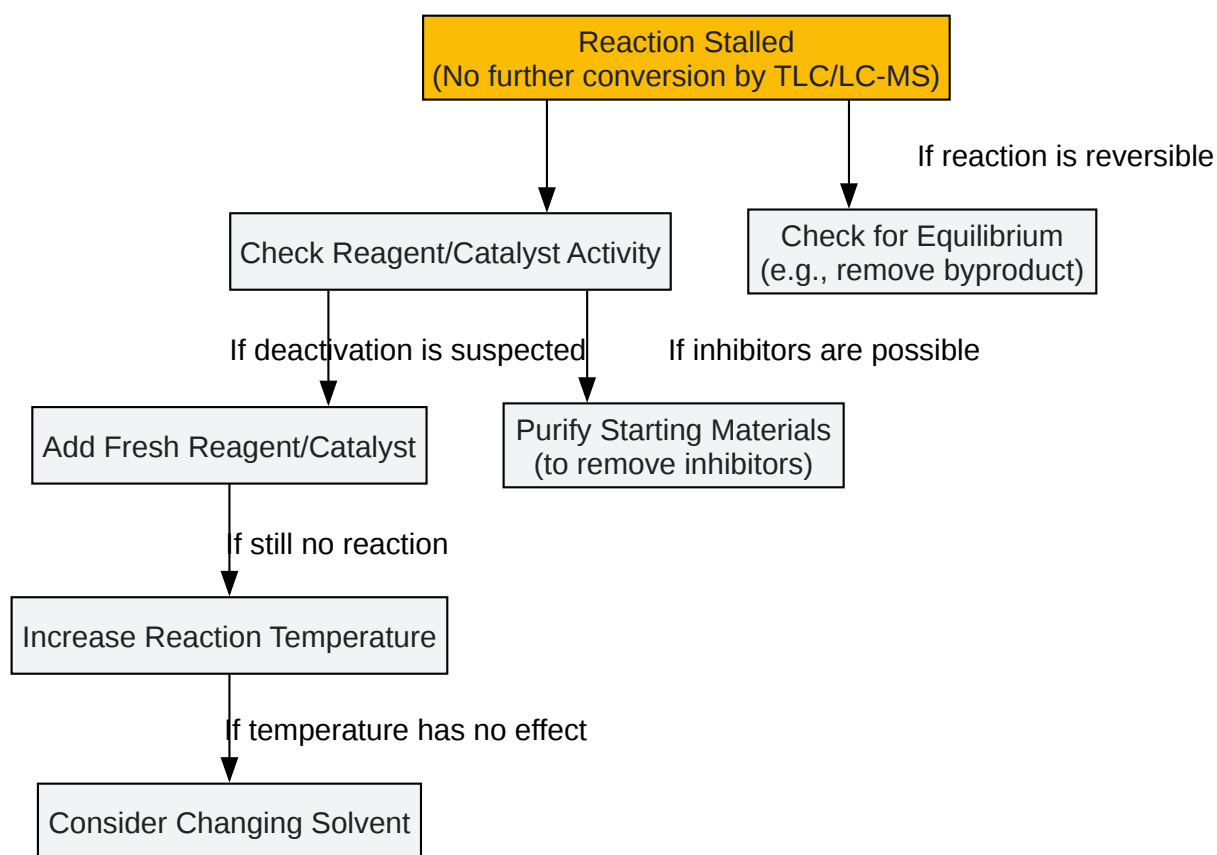 Reaction Stalled
(No further conversion by TLC/LC-MS)
If reaction is reversible
Check Reagent/Catalyst Activity
Check for Equilibrium
(e.g., remove byproduct)
If deactivation is suspected
If inhibitors are possible
Add Fresh Reagent/Catalyst
Purify Starting Materials
(to remove inhibitors)
If still no reaction
Increase Reaction Temperature
If temperature has no effect
Consider Changing Solvent